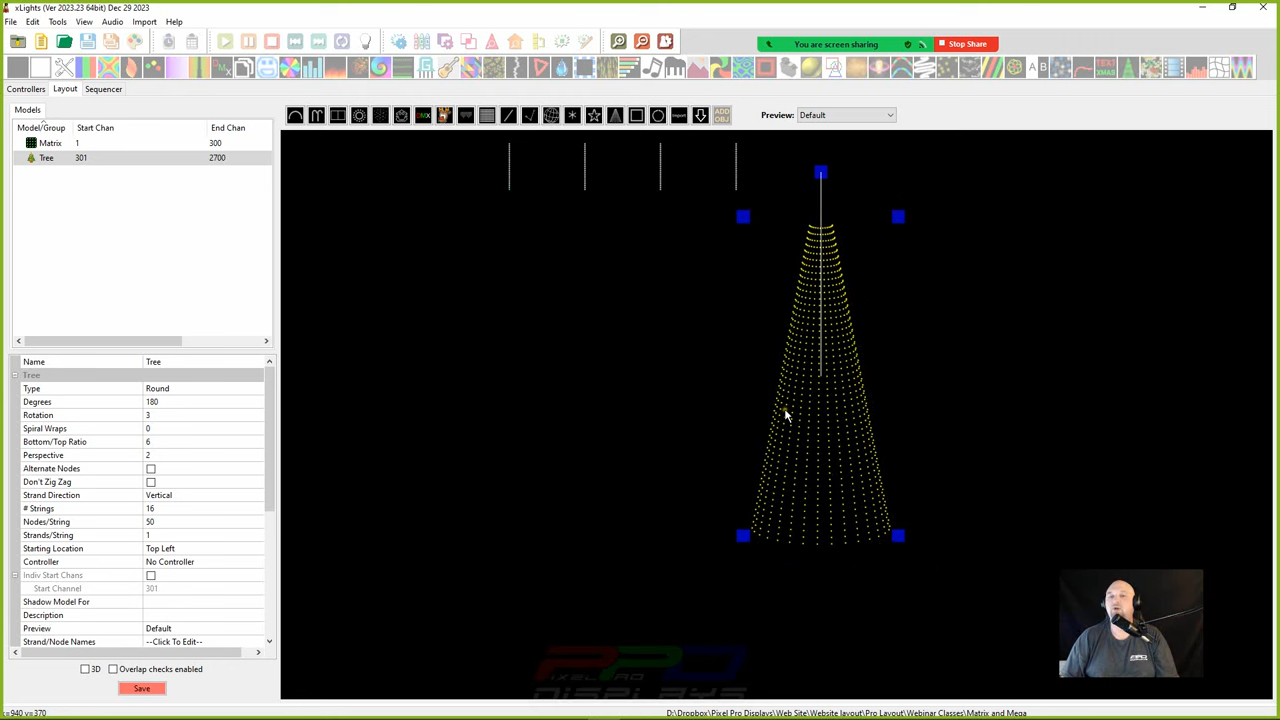 xLights (Ver 2023.23 64bit) Dec 29 2023
File Edit Tools View Audio Import Help
You are screen sharing Stop Share
Controllers Layout Sequencer
Models
Preview: Default
Model/Group Start Chan End Chan
Matrix 1 300
Tree 301 2700
Name Tree
Tree
Type Round
Degrees 180
Rotation 3
Spiral Wraps 0
Bottom/Top Ratio 6
Perspective 2
Alternate Nodes
Don't Zig Zag
Strand Direction Vertical
# Strings 16
Nodes/String 50
Strands/String 1
Starting Location Top Left
Controller No Controller
Indiv Start Chans
Start Channel 301
Shadow Model For
Description
Preview Default
Strand/Node Names --Click To Edit--
3D Overlap checks enabled
Save
PPD
PIXEL PRO
DISPLAYS
x=940 y=370 D:\Dropbox\Pixel Pro Displays\Web Site\Website layout\Pro Layout\Webinar Classes\Matrix and Mega